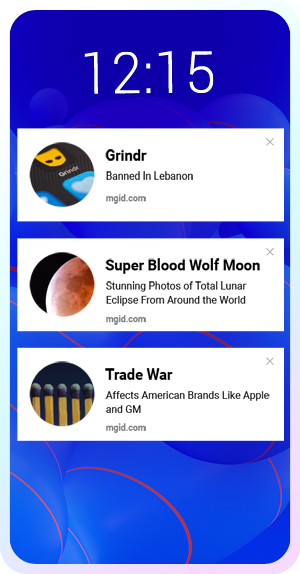 12:15
Grindr
Grindr
Banned In Lebanon
mgid.com
Super Blood Wolf Moon
Stunning Photos of Total Lunar
Eclipse From Around the World
mgid.com
Trade War
Affects American Brands Like Apple
and GM
mgid.com